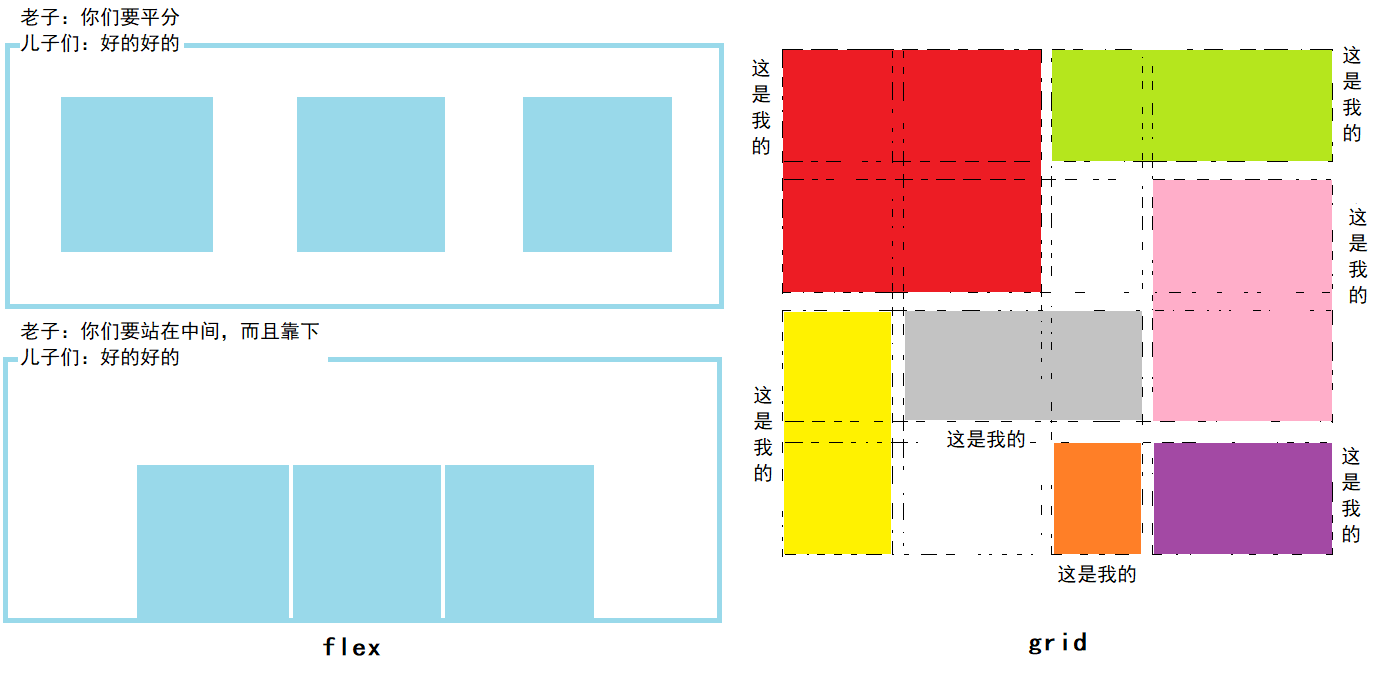 老子：你们要平分
儿子们：好的好的
老子：你们要站在中间，而且靠下
儿子们：好的好的
flex
这是我的
这是我的
这是我的
这是我的
这是我的
这是我的
这是我的
grid